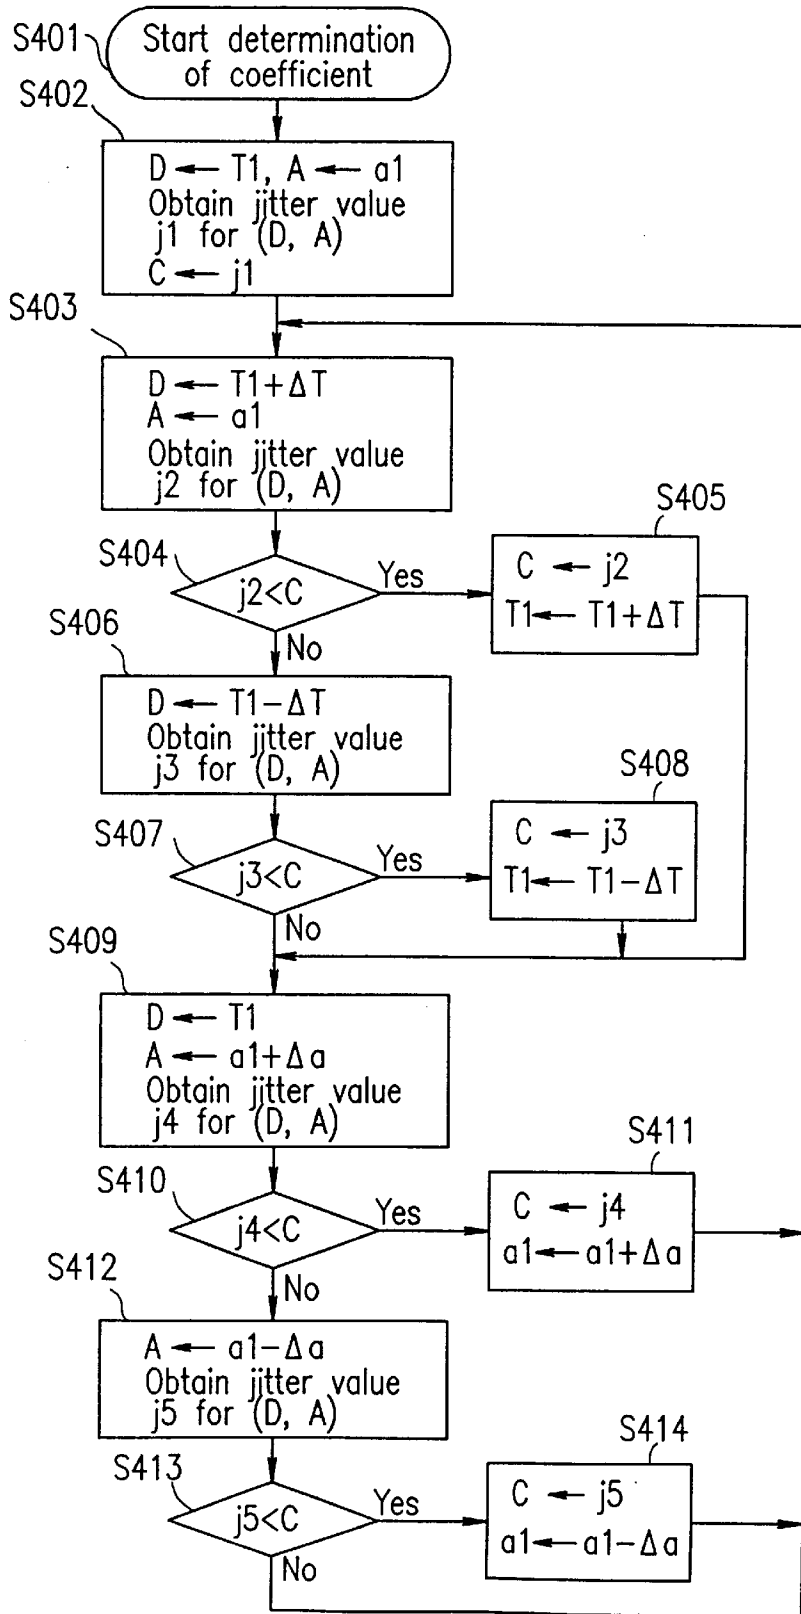 S401
Start determination
of coefficient
S402
D ← T1, A ← a1
Obtain jitter value
j1 for (D, A)
C ← j1
S403
D ← T1+ΔT
A ← a1
Obtain jitter value
j2 for (D, A)
S404
j2<C
Yes
No
S405
C ← j2
T1 ← T1+ΔT
S406
D ← T1-ΔT
Obtain jitter value
j3 for (D, A)
S407
j3<C
Yes
No
S408
C ← j3
T1 ← T1-ΔT
S409
D ← T1
A ← a1+Δa
Obtain jitter value
j4 for (D, A)
S410
j4<C
Yes
No
S411
C ← j4
a1 ← a1+Δa
S412
A ← a1-Δa
Obtain jitter value
j5 for (D, A)
S413
j5<C
Yes
No
S414
C ← j5
a1 ← a1-Δa